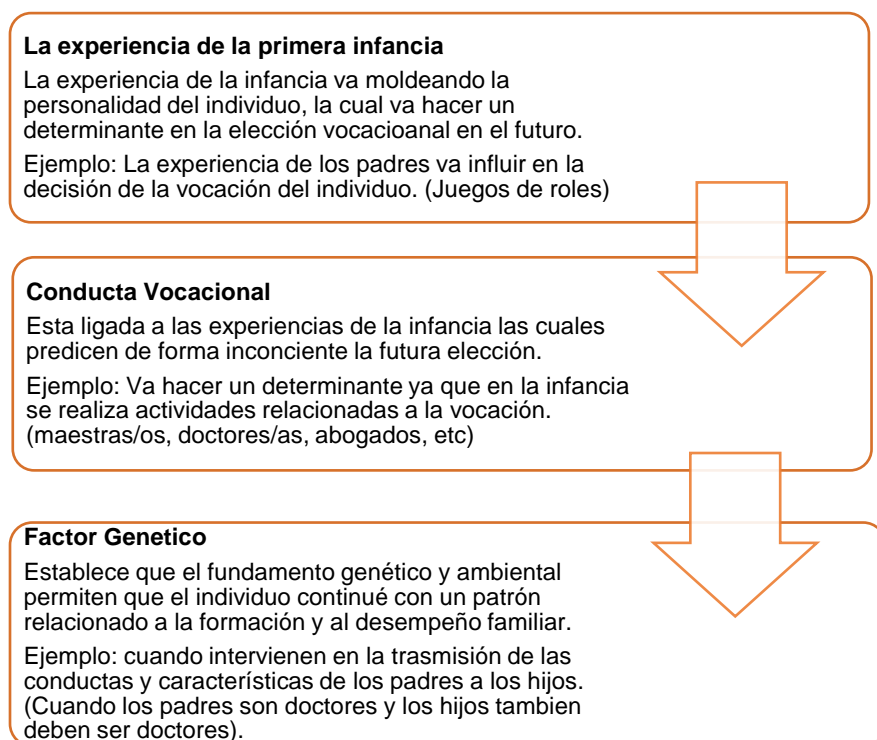 La experiencia de la primera infancia
La experiencia de la infancia va moldeando la
personalidad del individuo, la cual va hacer un
determinante en la elección vocacioanal en el futuro.
Ejemplo: La experiencia de los padres va influir en la
decisión de la vocación del individuo. (Juegos de roles)
Conducta Vocacional
Esta ligada a las experiencias de la infancia las cuales
predicen de forma inconciente la futura elección.
Ejemplo: Va hacer un determinante ya que en la infancia
se realiza actividades relacionadas a la vocación.
(maestras/os, doctores/as, abogados, etc)
Factor Genetico
Establece que el fundamento genético y ambiental
permiten que el individuo continué con un patrón
relacionado a la formación y al desempeño familiar.
Ejemplo: cuando intervienen en la trasmisión de las
conductas y características de los padres a los hijos.
(Cuando los padres son doctores y los hijos tambien
deben ser doctores).